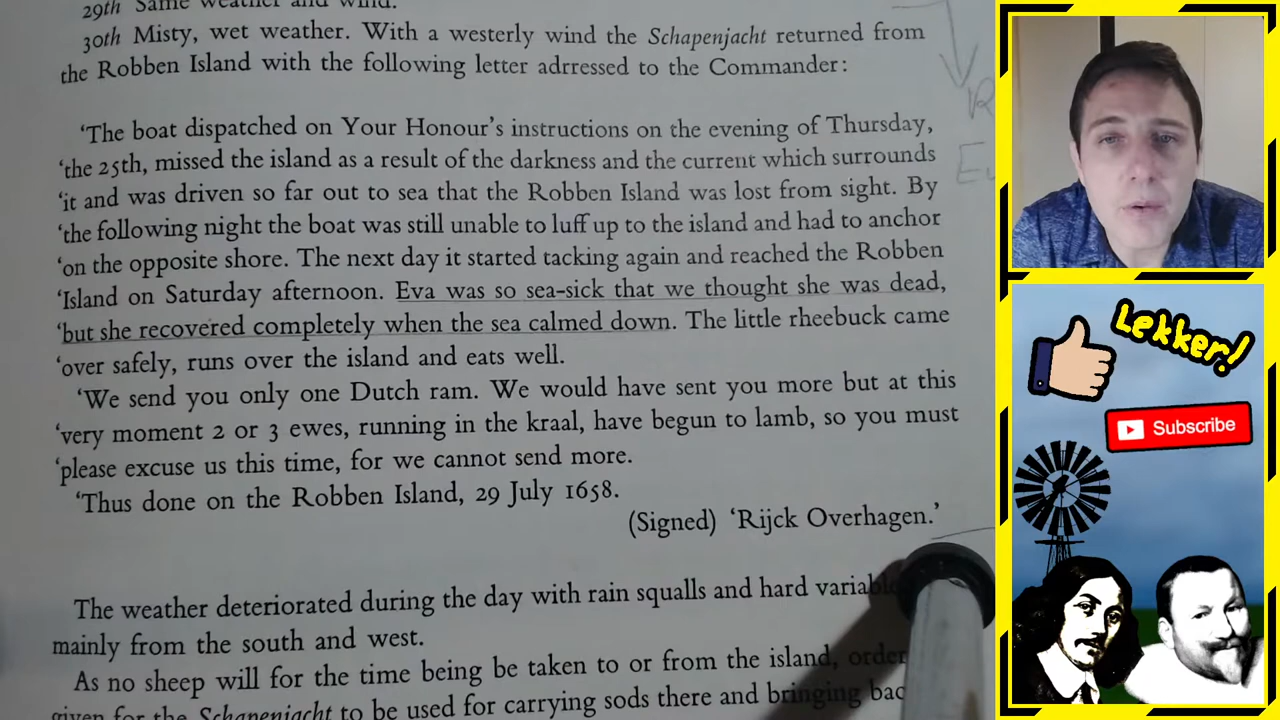 29th Same weather and wind.
30th Misty, wet weather. With a westerly wind the Schapenjacht returned from
the Robben Island with the following letter adrressed to the Commander:
‘The boat dispatched on Your Honour’s instructions on the evening of Thursday,
‘the 25th, missed the island as a result of the darkness and the current which surrounds
‘it and was driven so far out to sea that the Robben Island was lost from sight. By
‘the following night the boat was still unable to luff up to the island and had to anchor
‘on the opposite shore. The next day it started tacking again and reached the Robben
‘Island on Saturday afternoon. Eva was so sea-sick that we thought she was dead,
‘but she recovered completely when the sea calmed down. The little rheebuck came
‘over safely, runs over the island and eats well.
‘We send you only one Dutch ram. We would have sent you more but at this
‘very moment 2 or 3 ewes, running in the kraal, have begun to lamb, so you must
‘please excuse us this time, for we cannot send more.
‘Thus done on the Robben Island, 29 July 1658.
(Signed) ‘Rijck Overhagen.’
The weather deteriorated during the day with rain squalls and hard variable
mainly from the south and west.
As no sheep will for the time being be taken to or from the island, order
given for the Schapenjacht to be used for carrying sods there and bringing bac
Lekker!
Subscribe